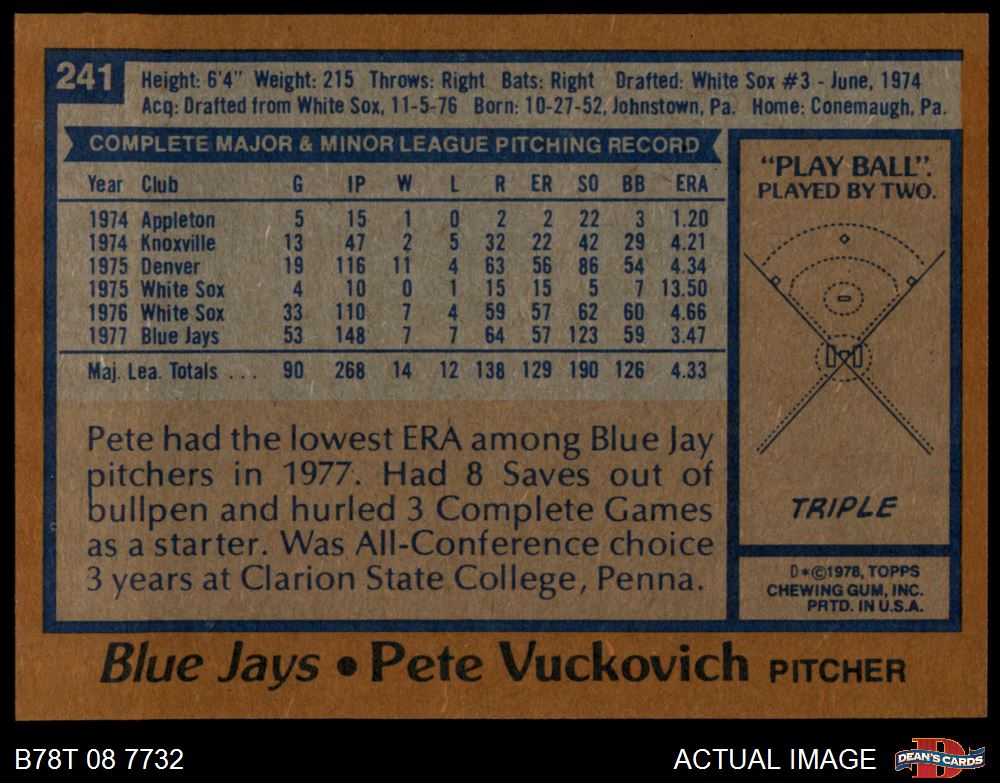 241
Height: 6'4" Weight: 215 Throws: Right Bats: Right Drafted: White Sox #3 - June, 1974
Acq: Drafted from White Sox, 11-5-76 Born: 10-27-52, Johnstown, Pa. Home: Conemaugh, Pa.
COMPLETE MAJOR & MINOR LEAGUE PITCHING RECORD
Year Club G IP W L R ER SO BB ERA
1974 Appleton 5 15 1 0 2 2 22 3 1.20
1974 Knoxville 13 47 2 5 32 22 42 29 4.21
1975 Denver 19 116 11 4 63 56 86 54 4.34
1975 White Sox 4 10 0 1 15 15 5 7 13.50
1976 White Sox 33 110 7 4 59 57 62 60 4.66
1977 Blue Jays 53 148 7 7 64 57 123 59 3.47
Maj. Lea. Totals ... 90 268 14 12 138 129 190 126 4.33
Pete had the lowest ERA among Blue Jay
pitchers in 1977. Had 8 Saves out of
bullpen and hurled 3 Complete Games
as a starter. Was All-Conference choice
3 years at Clarion State College, Penna.
"PLAY BALL".
PLAYED BY TWO.
TRIPLE
D*©1978, TOPPS
CHEWING GUM, INC.
PRTD. IN U.S.A.
Blue Jays • Pete Vuckovich PITCHER
B78T 08 7732
ACTUAL IMAGE
D
DEAN'S CARDS